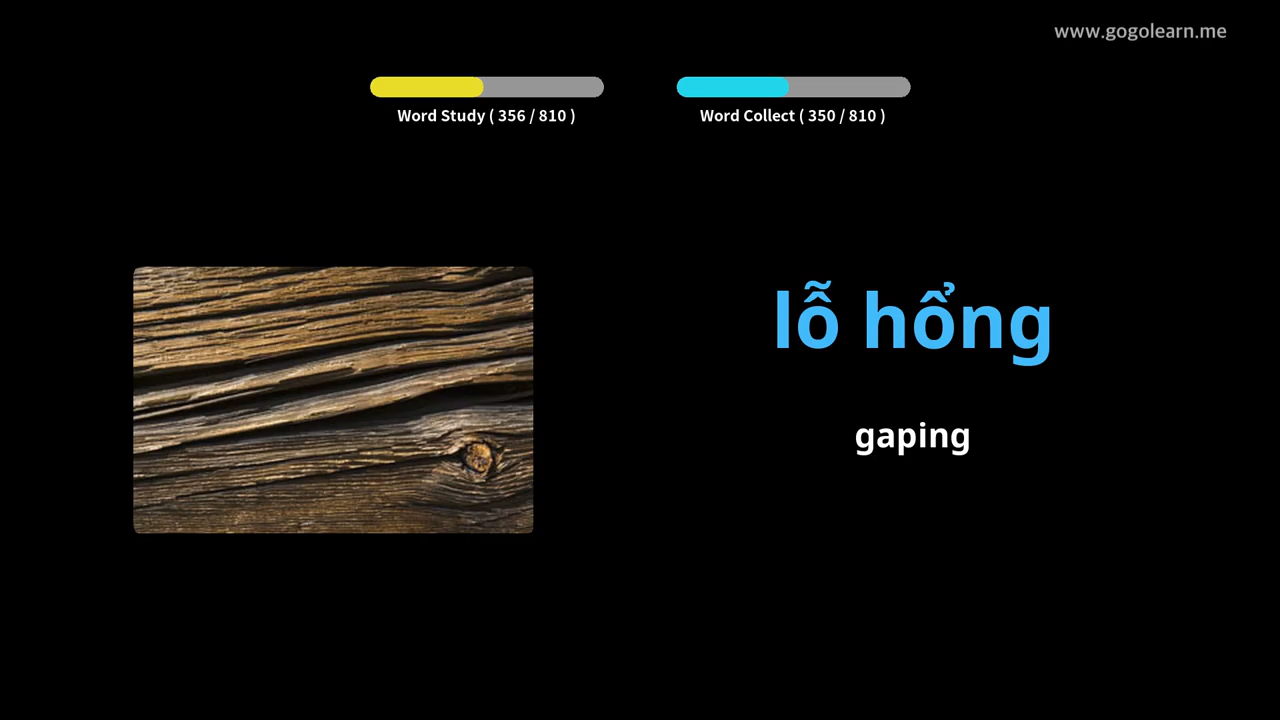 www.gogolearn.me
Word Study ( 356 / 810 )
Word Collect ( 350 / 810 )
lỗ hổng
gaping